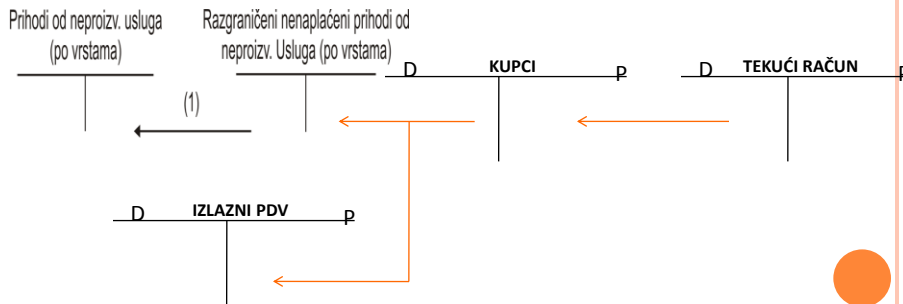 Prihodi od neproizv. usluga
(po vrstama)
Razgraničeni nenaplaćeni prihodi od
neproizv. Usluga (po vrstama)
D KUPCI P
D TEKUĆI RAČUN P
(1)
D IZLAZNI PDV P